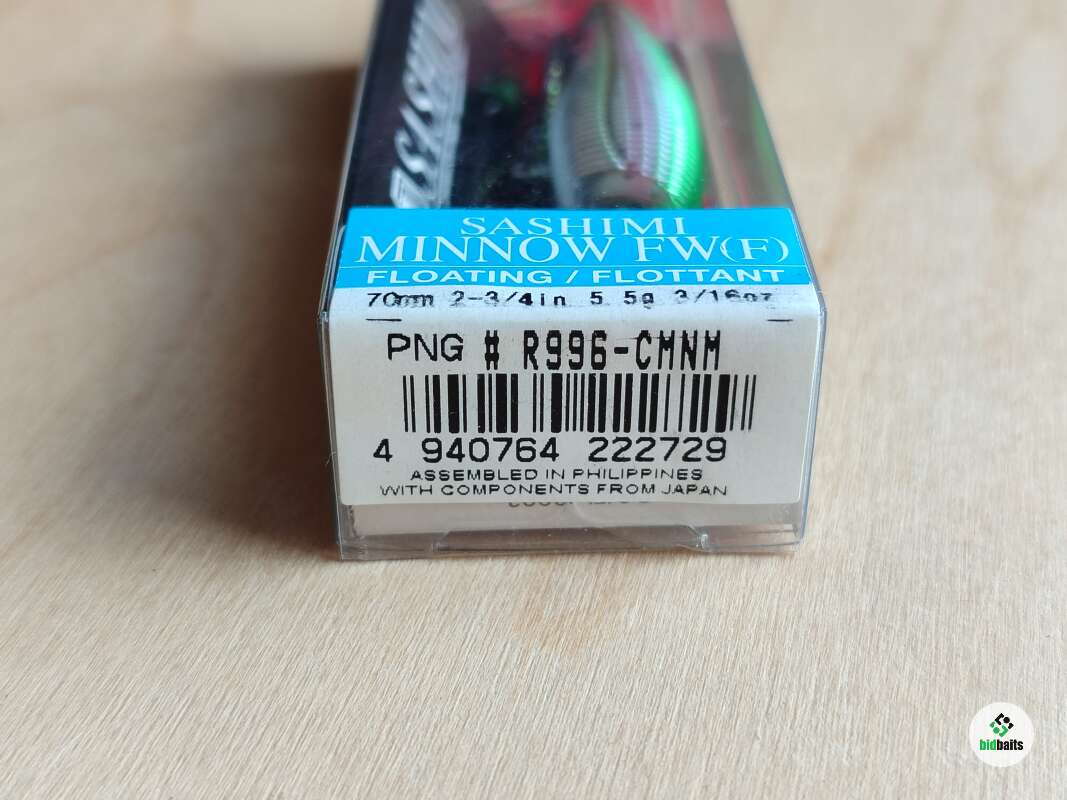 SASHIMI
MINNOW FW(F)
FLOATING / FLOTTANT
70mm 2-3/4in 5.5g 3/16oz
PNG # R996-CMNM
4 940764 222729
ASSEMBLED IN PHILIPPINES
WITH COMPONENTS FROM JAPAN
bidbaits